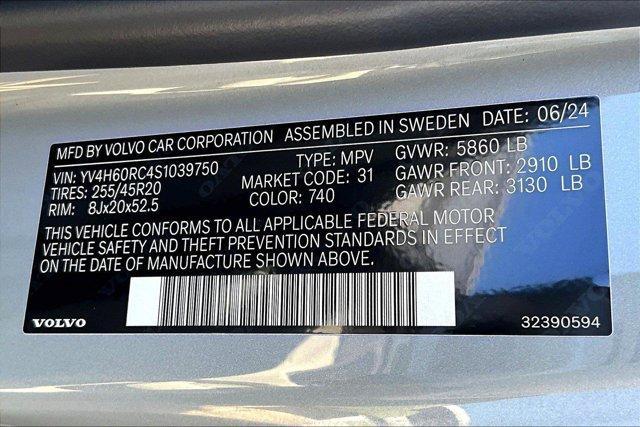 MFD BY VOLVO CAR CORPORATION ASSEMBLED IN SWEDEN DATE: 06/24
VIN: YV4H60RC4S1039750 TYPE: MPV GVWR: 5860 LB
TIRES: 255/45R20 MARKET CODE: 31 GAWR FRONT: 2910 LB
RIM: 8Jx20x52.5 COLOR: 740 GAWR REAR: 3130 LB
THIS VEHICLE CONFORMS TO ALL APPLICABLE FEDERAL MOTOR
VEHICLE SAFETY AND THEFT PREVENTION STANDARDS IN EFFECT
ON THE DATE OF MANUFACTURE SHOWN ABOVE.
VOLVO 32390594